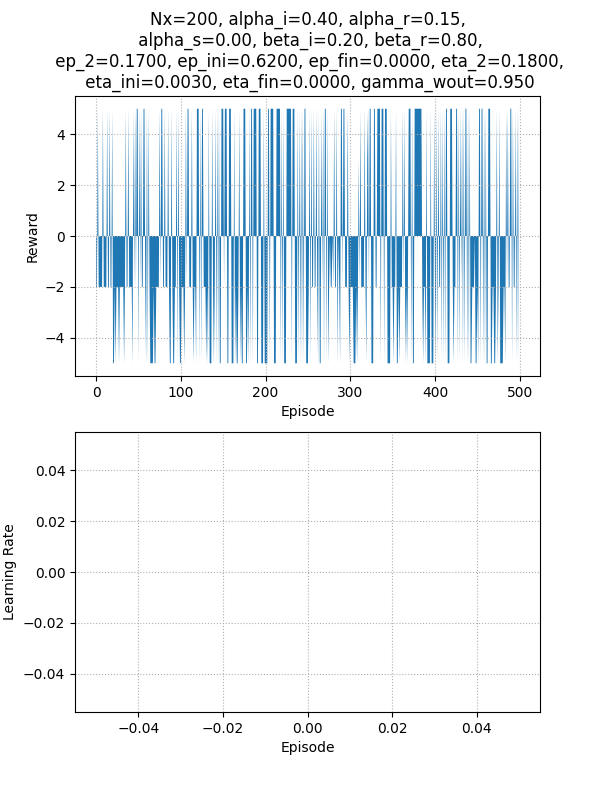 Nx=200, alpha_i=0.40, alpha_r=0.15,
alpha_s=0.00, beta_i=0.20, beta_r=0.80,
ep_2=0.1700, ep_ini=0.6200, ep_fin=0.0000, eta_2=0.1800,
eta_ini=0.0030, eta_fin=0.0000, gamma_wout=0.950
4
2
0
−2
−4
Reward
0 100 200 300 400 500
Episode
0.04
0.02
0.00
−0.02
−0.04
Learning Rate
−0.04 −0.02 0.00 0.02 0.04
Episode